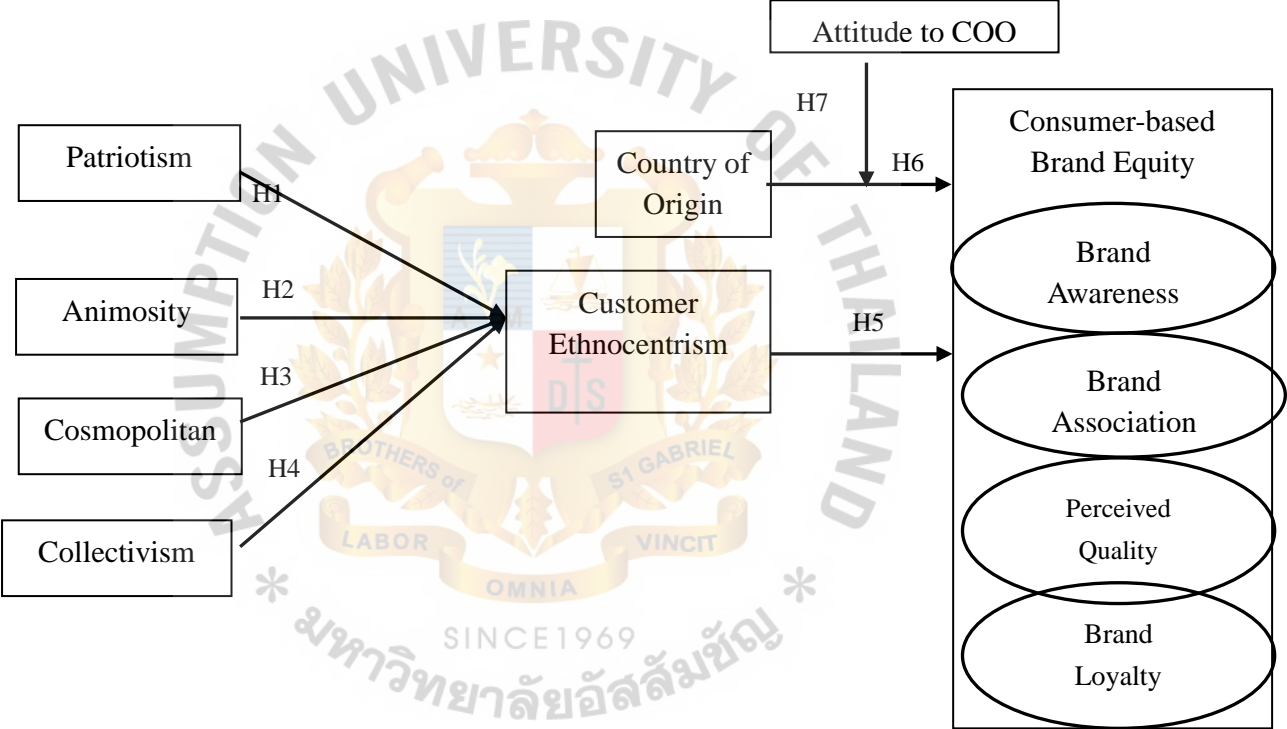 Attitude to COO
H7
Consumer-based
Brand Equity
Patriotism
H1
Country of
Origin
H6
Brand
Awareness
Animosity
H2
Customer
Ethnocentrism
H5
H3
Cosmopolitan
Brand
Association
H4
Collectivism
Perceived
Quality
Brand
Loyalty
ASSUMPTION UNIVERSITY OF THAILAND
A M
D S
BROTHERS of
S1 GABRIEL
LABOR
VINCIT
OMNIA
SINCE1969
* มหาวิทยาลัยอัสสัมชัญ *